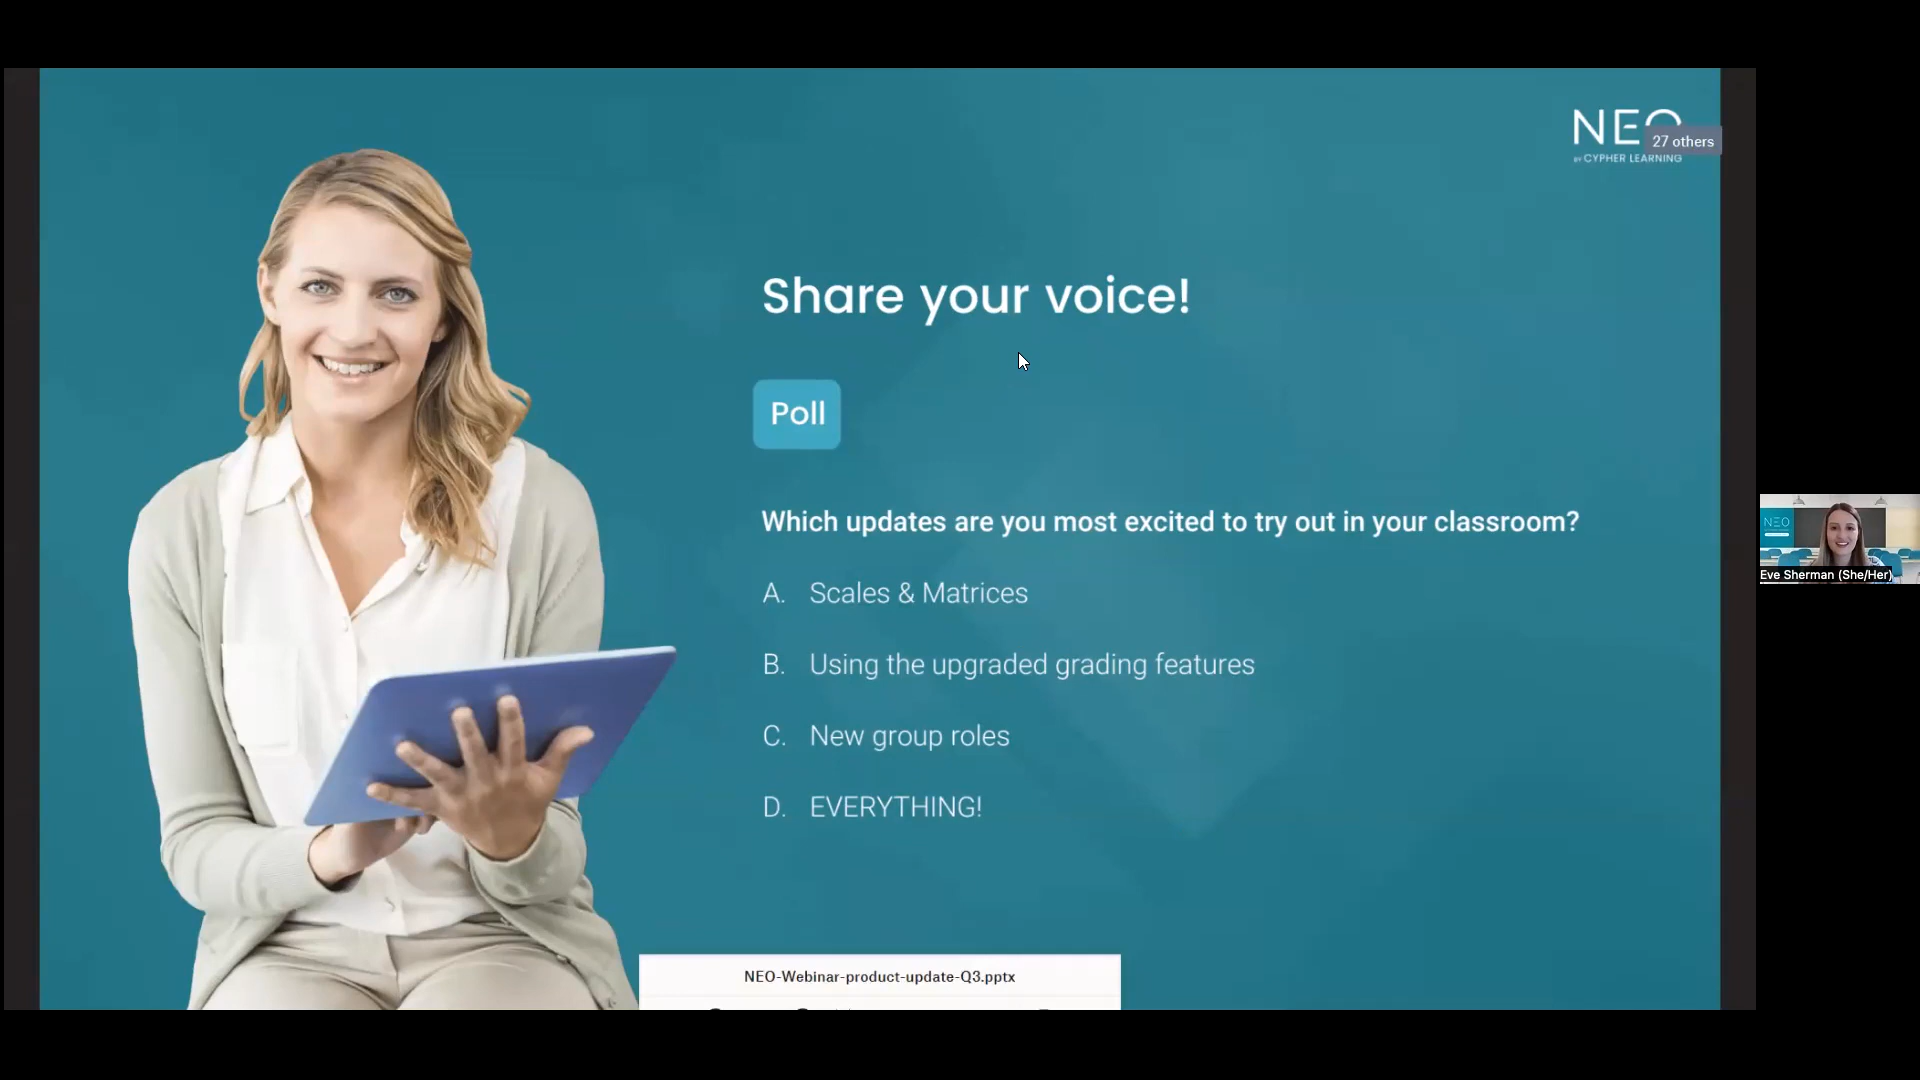 NEO
27 others
BY CYPHER LEARNING
Share your voice!
Poll
Which updates are you most excited to try out in your classroom?
A. Scales & Matrices
B. Using the upgraded grading features
C. New group roles
D. EVERYTHING!
NEO
Eve Sherman (She/Her)
NEO-Webinar-product-update-Q3.pptx